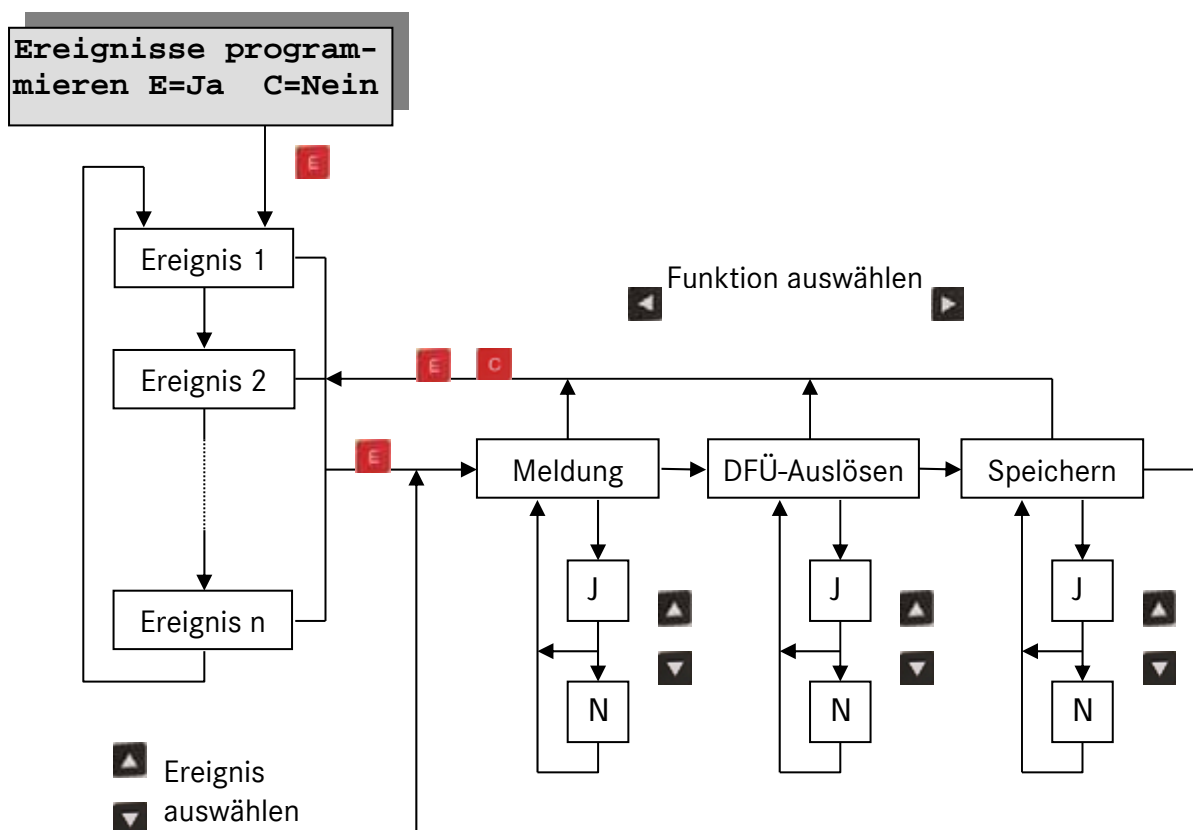 Ereignisse program-
mieren E=Ja C=Nein
E
Ereignis 1
Funktion auswählen
Ereignis 2
E
C
E
Meldung
DFÜ-Auslösen
Speichern
J
J
J
Ereignis n
N
N
N
Ereignis
auswählen